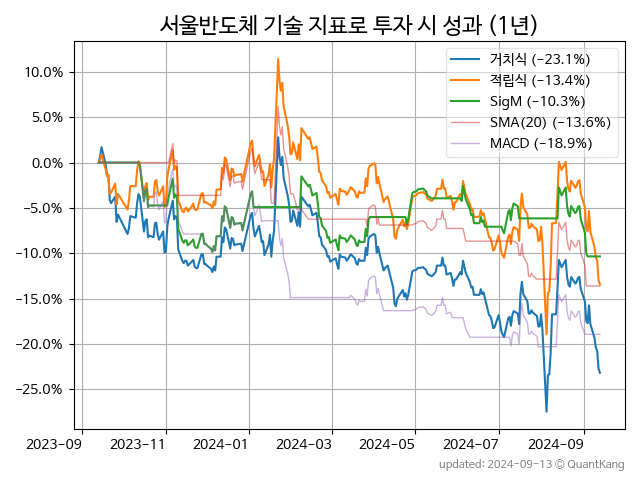 서울반도체 기술 지표로 투자 시 성과 (1년)
거치식 (−23.1%)
적립식 (−13.4%)
SigM (−10.3%)
SMA(20) (−13.6%)
MACD (−18.9%)
10.0%
5.0%
0.0%
−5.0%
−10.0%
−15.0%
−20.0%
−25.0%
2023-09 2023-11 2024-01 2024-03 2024-05 2024-07 2024-09
updated: 2024-09-13 © QuantKang